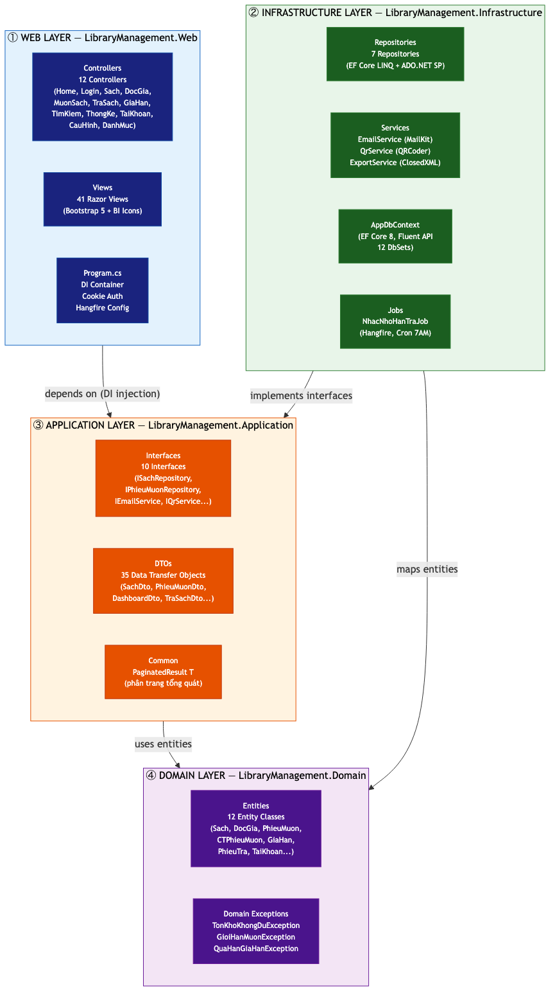 ① WEB LAYER — LibraryManagement.Web
Controllers
12 Controllers
(Home, Login, Sach, DocGia,
MuonSach, TraSach, GiaHan,
TimKiem, ThongKe, TaiKhoan,
CauHinh, DanhMuc)
Views
41 Razor Views
(Bootstrap 5 + BI Icons)
Program.cs
DI Container
Cookie Auth
Hangfire Config
② INFRASTRUCTURE LAYER — LibraryManagement.Infrastructure
Repositories
7 Repositories
(EF Core LINQ + ADO.NET SP)
Services
EmailService (MailKit)
QrService (QRCoder)
ExportService (ClosedXML)
AppDbContext
(EF Core 8, Fluent API
12 DbSets)
Jobs
NhacNhoHanTraJob
(Hangfire, Cron 7AM)
depends on (DI injection)
implements interfaces
③ APPLICATION LAYER — LibraryManagement.Application
Interfaces
10 Interfaces
(ISachRepository,
IPhieuMuonRepository,
IEmailService, IQrService...)
DTOs
35 Data Transfer Objects
(SachDto, PhieuMuonDto,
DashboardDto, TraSachDto...)
Common
PaginatedResult T
(phân trang tổng quát)
maps entities
uses entities
④ DOMAIN LAYER — LibraryManagement.Domain
Entities
12 Entity Classes
(Sach, DocGia, PhieuMuon,
CTPhieuMuon, GiaHan,
PhieuTra, TaiKhoan...)
Domain Exceptions
TonKhoKhongDuException
GioiHanMuonException
QuaHanGiaHanException